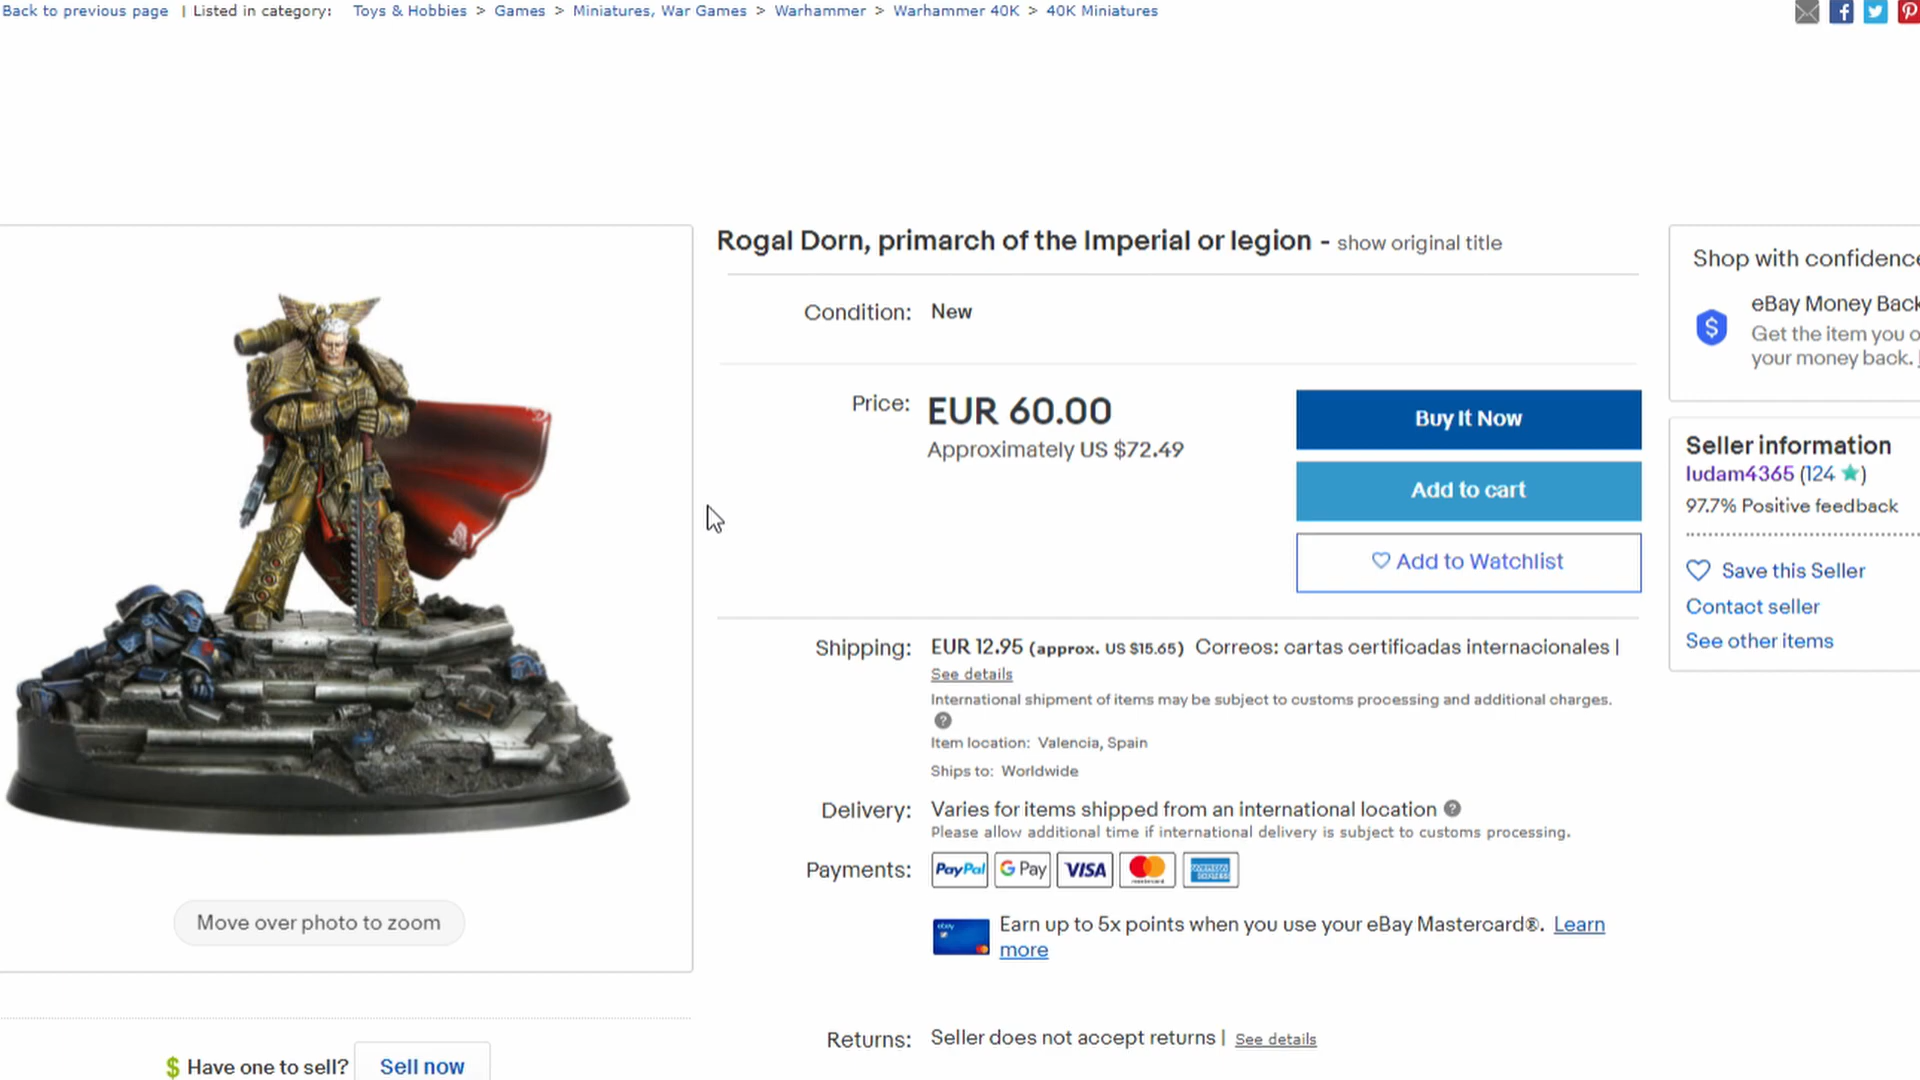 Back to previous page | Listed in category: Toys & Hobbies > Games > Miniatures, War Games > Warhammer > Warhammer 40K > 40K Miniatures
Rogal Dorn, primarch of the Imperial or legion - show original title
Condition: New
Price: EUR 60.00
Approximately US $72.49
Buy It Now
Add to cart
Add to Watchlist
Shipping: EUR 12.95 (approx. US $15.65) Correos: cartas certificadas internacionales |
See details
International shipment of items may be subject to customs processing and additional charges.
?
Item location: Valencia, Spain
Ships to: Worldwide
Delivery: Varies for items shipped from an international location ?
Please allow additional time if international delivery is subject to customs processing.
Payments: PayPal G Pay VISA mastercard AMERICAN EXPRESS
ebay
Earn up to 5x points when you use your eBay Mastercard®. Learn
more
Returns: Seller does not accept returns | See details
Move over photo to zoom
$ Have one to sell? Sell now
Shop with confidence
$ eBay Money Back
Get the item you o
your money back.
Seller information
ludam4365 (124 ★)
97.7% Positive feedback
Save this Seller
Contact seller
See other items